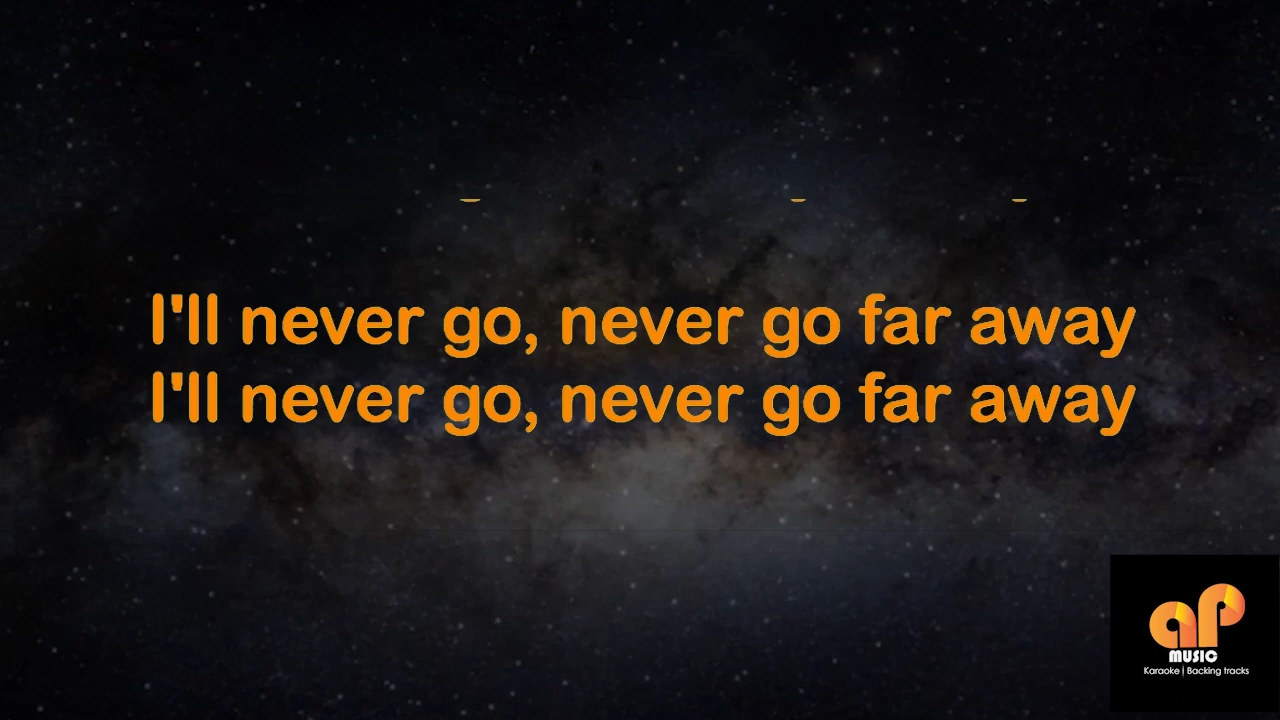 I'll never go, never go far away
I'll never go, never go far away
ap
MUSIC
Karaoke | Backing tracks